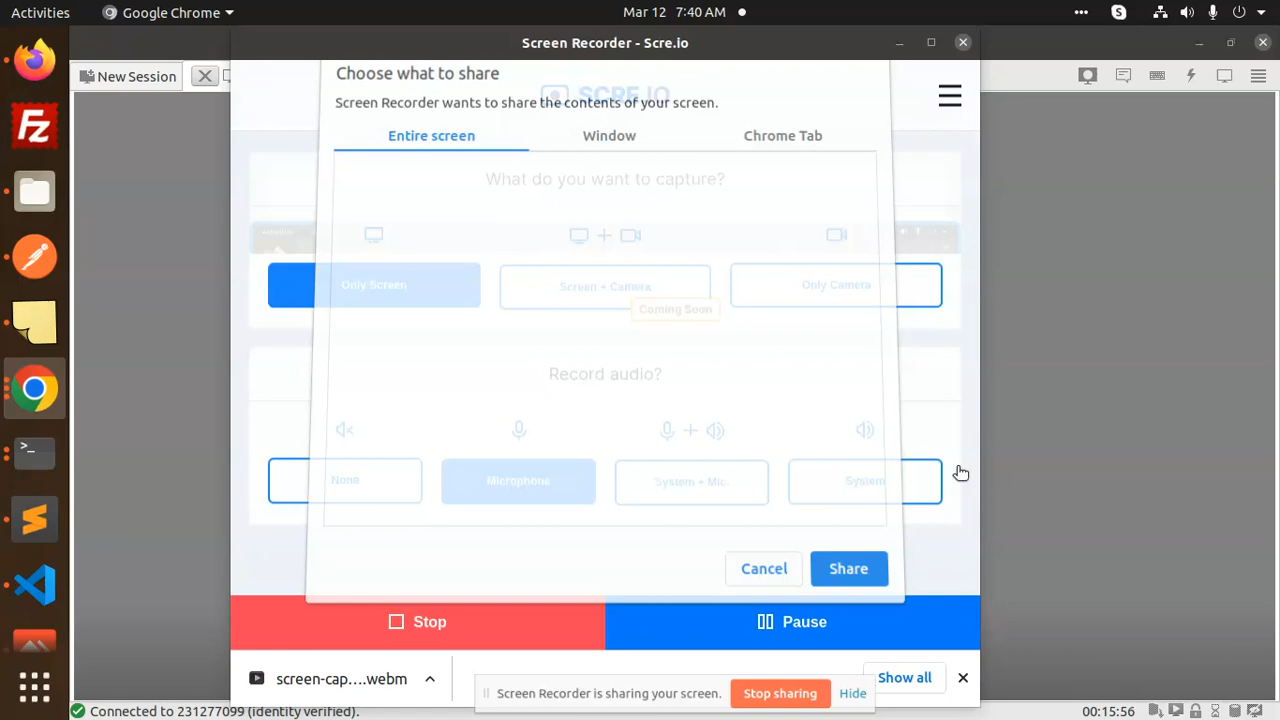 Activities
Google Chrome
Mar 12 7:40 AM
Screen Recorder - Scre.io
New Session
Choose what to share
SCRE.IO
Screen Recorder wants to share the contents of your screen.
Entire screen Window Chrome Tab
What do you want to capture?
Only Screen Screen + Camera Only Camera
Coming Soon
Record audio?
None Microphone System + Mic. System
Cancel Share
Stop Pause
screen-cap....webm
Show all
Screen Recorder is sharing your screen. Stop sharing Hide
Connected to 231277099 (identity verified).
00:15:56